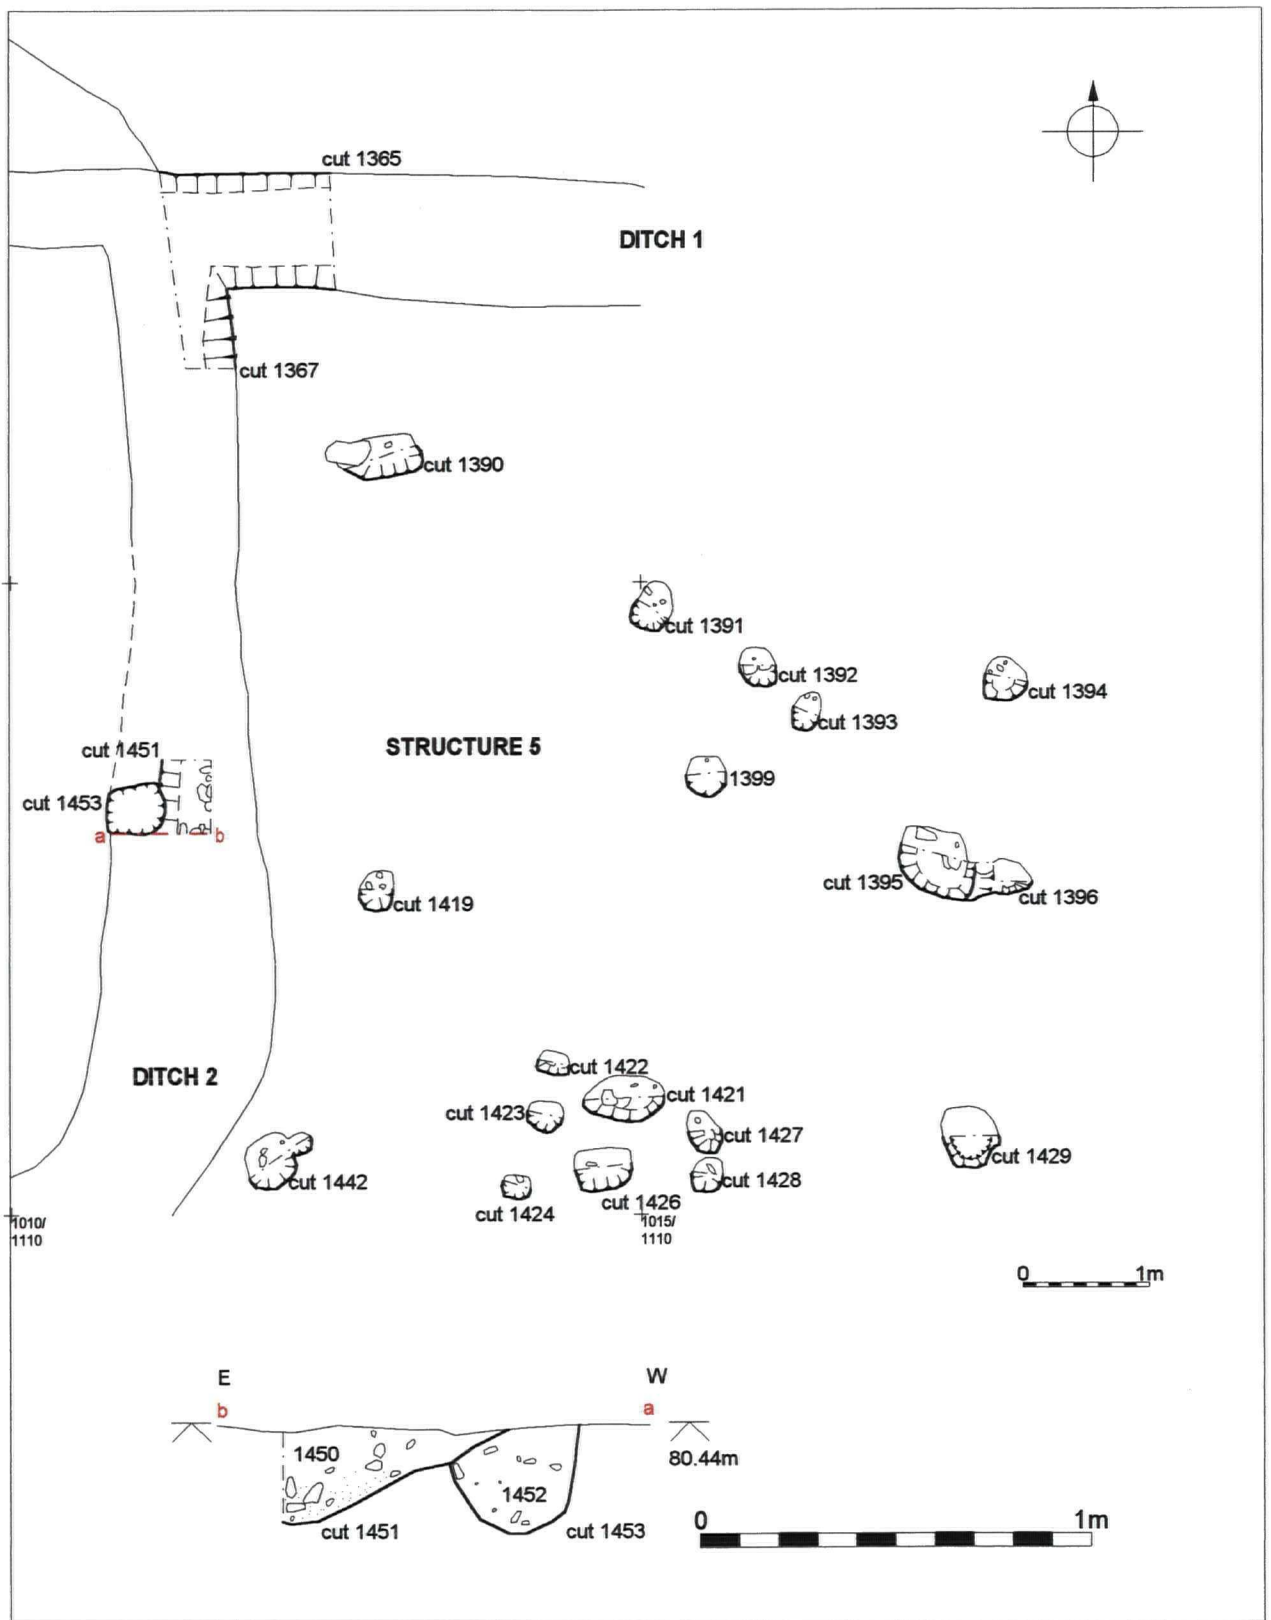 cut 1365
DITCH 1
cut 1367
cut 1390
cut 1391
cut 1392
cut 1394
cut 1393
STRUCTURE 5
cut 1451
1399
cut 1453
a b
cut 1395
cut 1396
cut 1419
cut 1422
DITCH 2
cut 1421
cut 1423
cut 1427
cut 1429
cut 1442
cut 1428
cut 1426
cut 1424
1010/
1110
1015/
1110
0 1m
E W
b a
1450
80.44m
1452
cut 1451
cut 1453
0 1m